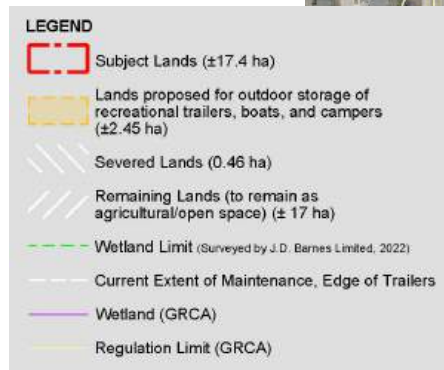 LEGEND
Subject Lands (±17.4 ha)
Lands proposed for outdoor storage of
recreational trailers, boats, and campers
(±2.45 ha)
Severed Lands (0.46 ha)
Remaining Lands (to remain as
agricultural/open space) (± 17 ha)
Wetland Limit (Surveyed by J.D. Barnes Limited, 2022)
Current Extent of Maintenance, Edge of Trailers
Wetland (GRCA)
Regulation Limit (GRCA)